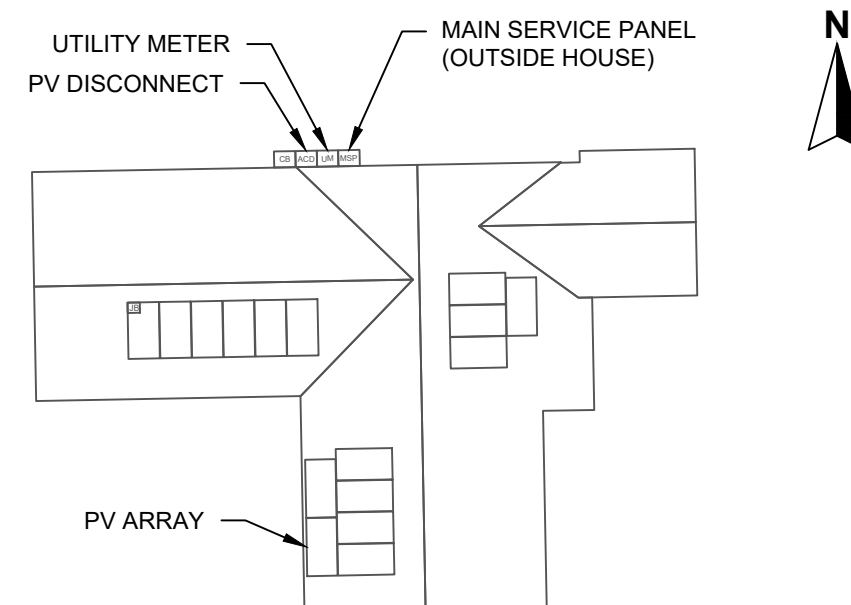 UTILITY METER
PV DISCONNECT
MAIN SERVICE PANEL
(OUTSIDE HOUSE)
N
CB ACD UM MSP
JB
PV ARRAY